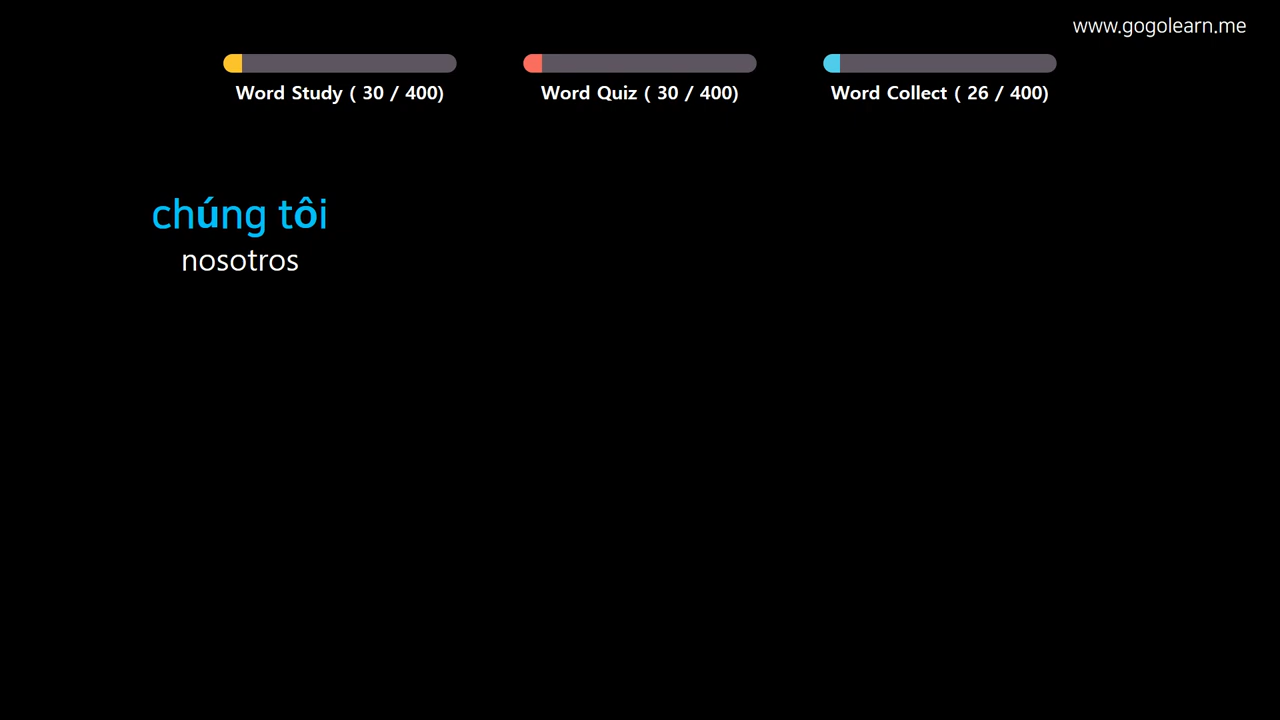 www.gogolearn.me
Word Study ( 30 / 400)
Word Quiz ( 30 / 400)
Word Collect ( 26 / 400)
chúng tôi
nosotros